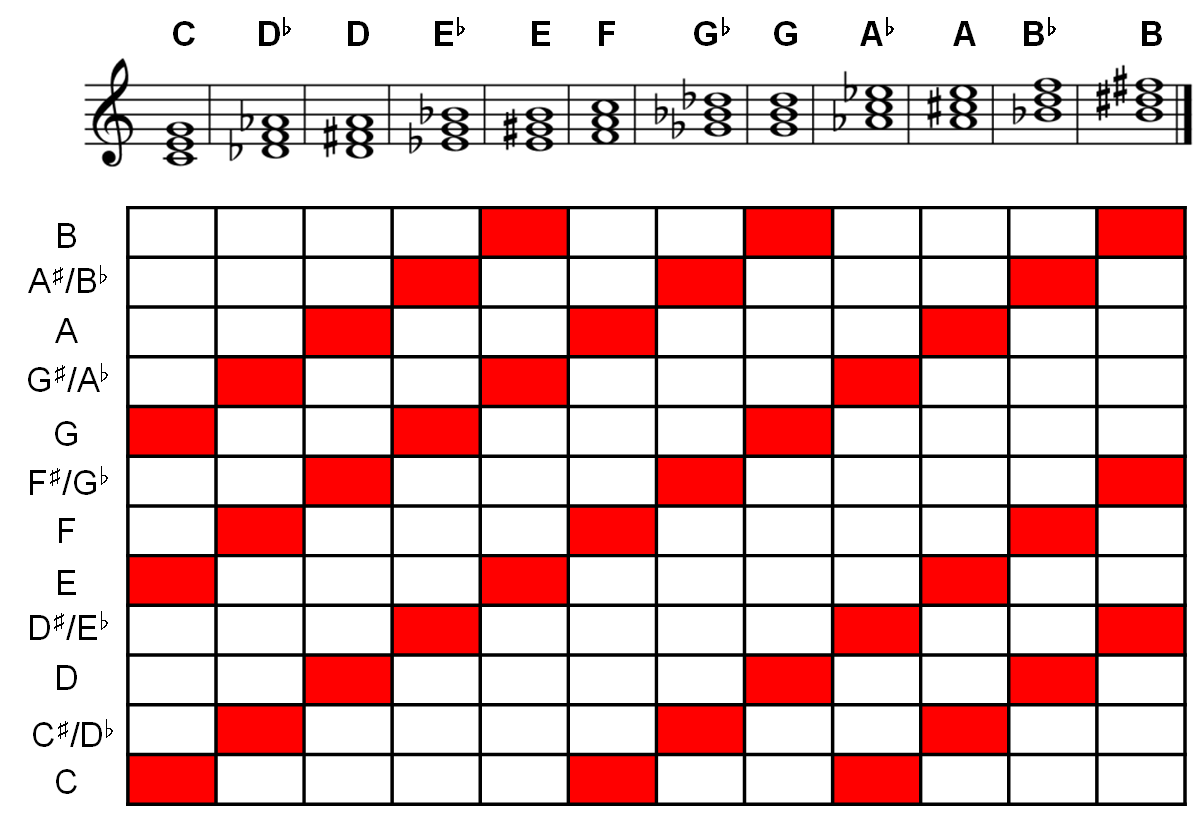 C D♭ D E♭ E F G♭ G A♭ A B♭ B
B
A♯/B♭
A
G♯/A♭
G
F♯/G♭
F
E
D♯/E♭
D
C♯/D♭
C